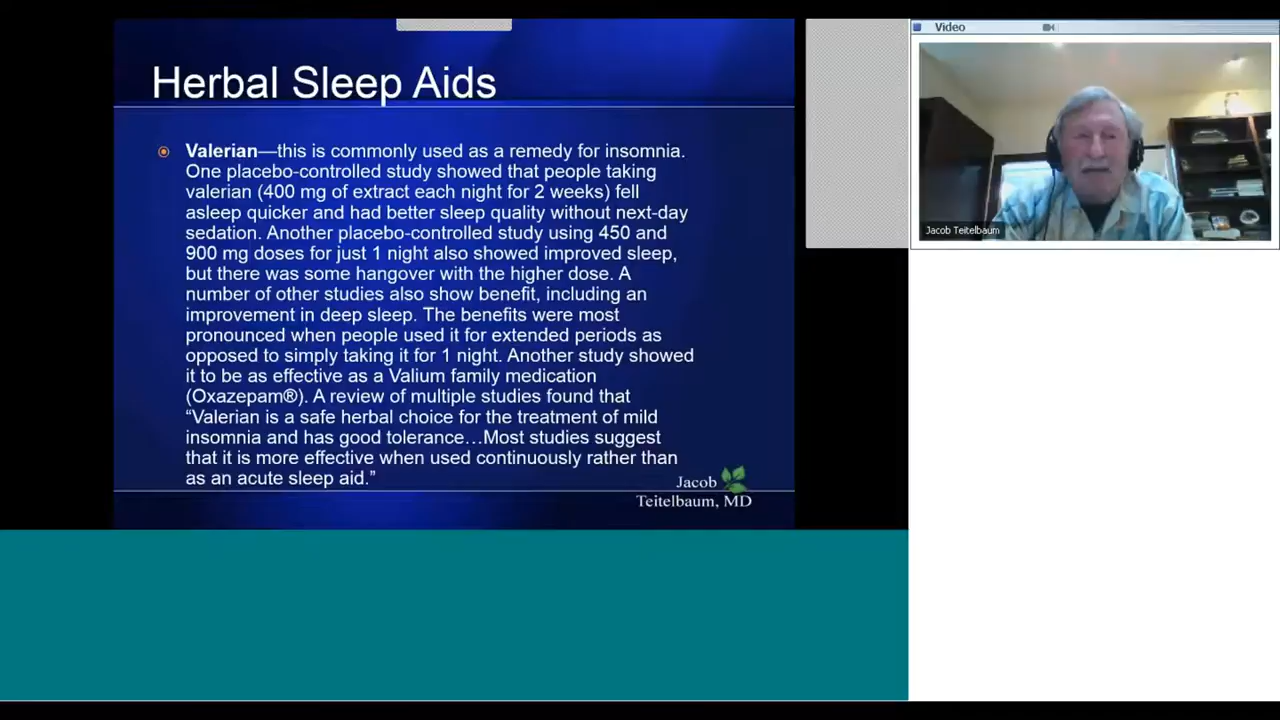 Herbal Sleep Aids
Valerian—this is commonly used as a remedy for insomnia.
One placebo-controlled study showed that people taking
valerian (400 mg of extract each night for 2 weeks) fell
asleep quicker and had better sleep quality without next-day
sedation. Another placebo-controlled study using 450 and
900 mg doses for just 1 night also showed improved sleep,
but there was some hangover with the higher dose. A
number of other studies also show benefit, including an
improvement in deep sleep. The benefits were most
pronounced when people used it for extended periods as
opposed to simply taking it for 1 night. Another study showed
it to be as effective as a Valium family medication
(Oxazepam®). A review of multiple studies found that
“Valerian is a safe herbal choice for the treatment of mild
insomnia and has good tolerance…Most studies suggest
that it is more effective when used continuously rather than
as an acute sleep aid.”
Jacob
Teitelbaum, MD
Video
Jacob Teitelbaum